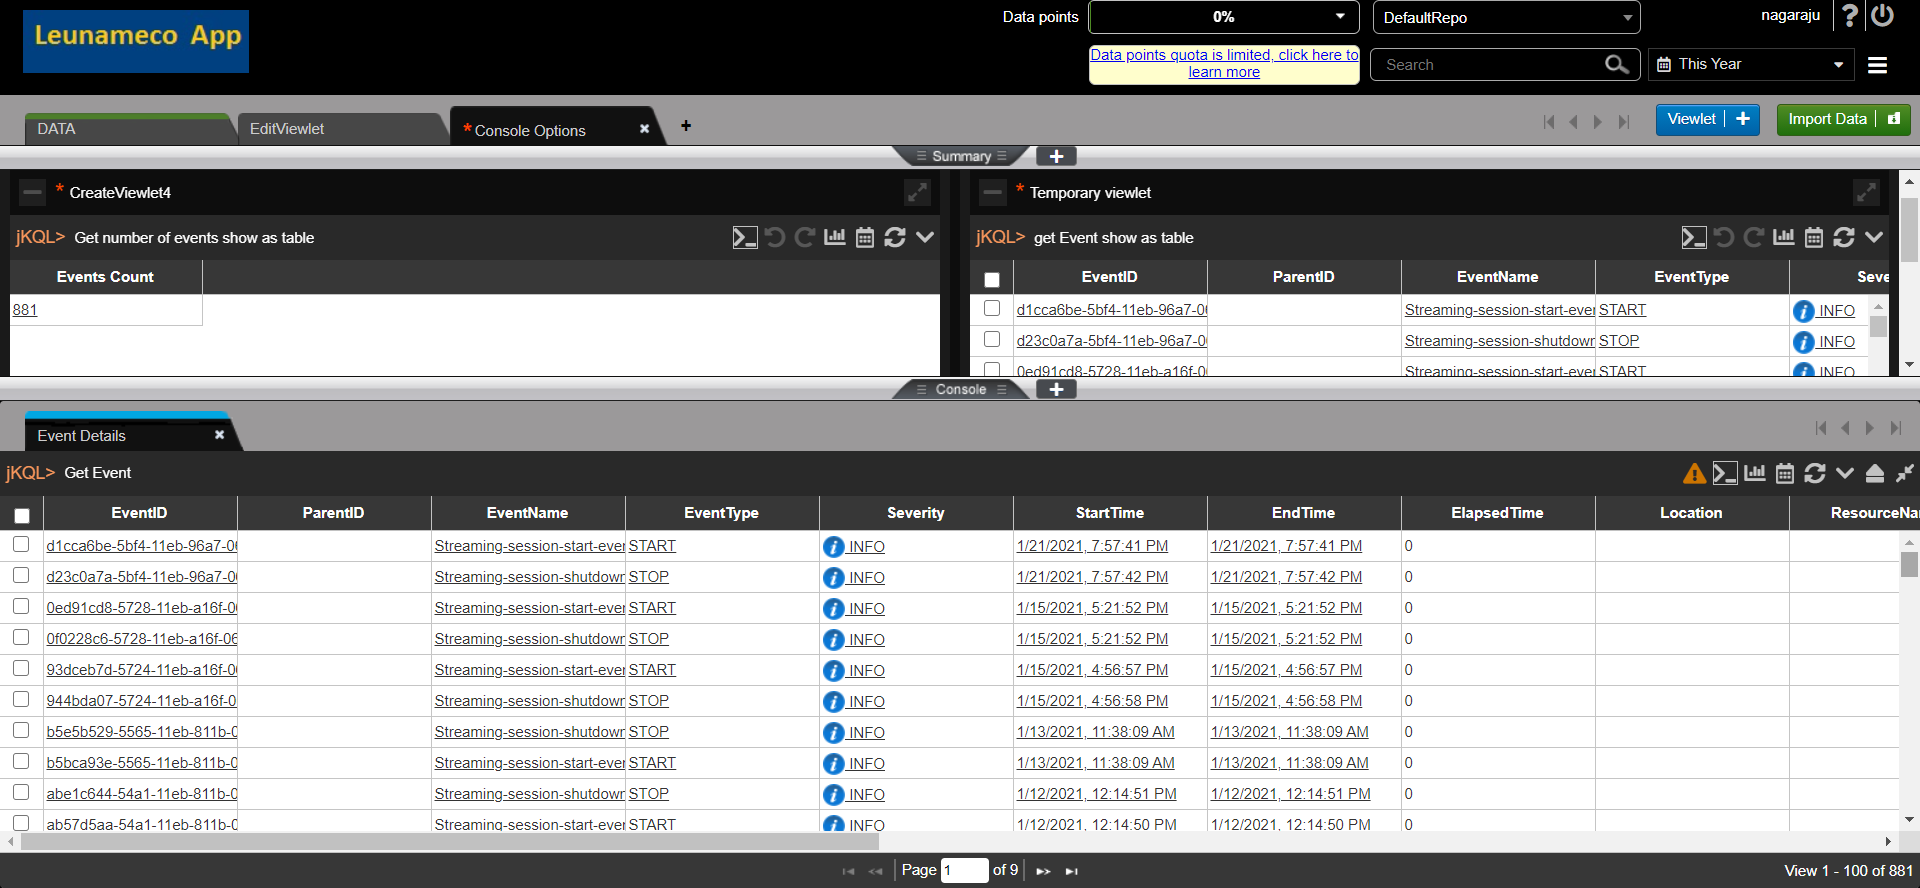 Leunameco App
Data points 0% DefaultRepo nagaraju
Data points quota is limited, click here to
learn more
Search This Year
DATA EditViewlet * Console Options + Viewlet + Import Data
Summary
* CreateViewlet4
jKQL> Get number of events show as table
Events Count
881
* Temporary viewlet
jKQL> get Event show as table
EventID ParentID EventName EventType Seve
d1cca6be-5bf4-11eb-96a7-0 Streaming-session-start-eve START INFO
d23c0a7a-5bf4-11eb-96a7-0 Streaming-session-shutdown STOP INFO
0ed91cd8-5728-11eb-a16f-0 Streaming-session-start-eve START INFO
Console
Event Details
jKQL> Get Event
EventID ParentID EventName EventType Severity StartTime EndTime ElapsedTime Location ResourceNa
d1cca6be-5bf4-11eb-96a7-0 Streaming-session-start-eve START INFO 1/21/2021, 7:57:41 PM 1/21/2021, 7:57:41 PM 0
d23c0a7a-5bf4-11eb-96a7-0 Streaming-session-shutdown STOP INFO 1/21/2021, 7:57:42 PM 1/21/2021, 7:57:42 PM 0
0ed91cd8-5728-11eb-a16f-0 Streaming-session-start-eve START INFO 1/15/2021, 5:21:52 PM 1/15/2021, 5:21:52 PM 0
0f0228c6-5728-11eb-a16f-06 Streaming-session-shutdown STOP INFO 1/15/2021, 5:21:52 PM 1/15/2021, 5:21:52 PM 0
93dceb7d-5724-11eb-a16f-0 Streaming-session-start-eve START INFO 1/15/2021, 4:56:57 PM 1/15/2021, 4:56:57 PM 0
944bda07-5724-11eb-a16f-0 Streaming-session-shutdown STOP INFO 1/15/2021, 4:56:58 PM 1/15/2021, 4:56:58 PM 0
b5e5b529-5565-11eb-811b-0 Streaming-session-shutdown STOP INFO 1/13/2021, 11:38:09 AM 1/13/2021, 11:38:09 AM 0
b5bca93e-5565-11eb-811b-0 Streaming-session-start-eve START INFO 1/13/2021, 11:38:09 AM 1/13/2021, 11:38:09 AM 0
abe1c644-54a1-11eb-811b-0 Streaming-session-shutdown STOP INFO 1/12/2021, 12:14:51 PM 1/12/2021, 12:14:51 PM 0
ab57d5aa-54a1-11eb-811b-0 Streaming-session-start-eve START INFO 1/12/2021, 12:14:50 PM 1/12/2021, 12:14:50 PM 0
Page 1 of 9 View 1 - 100 of 881